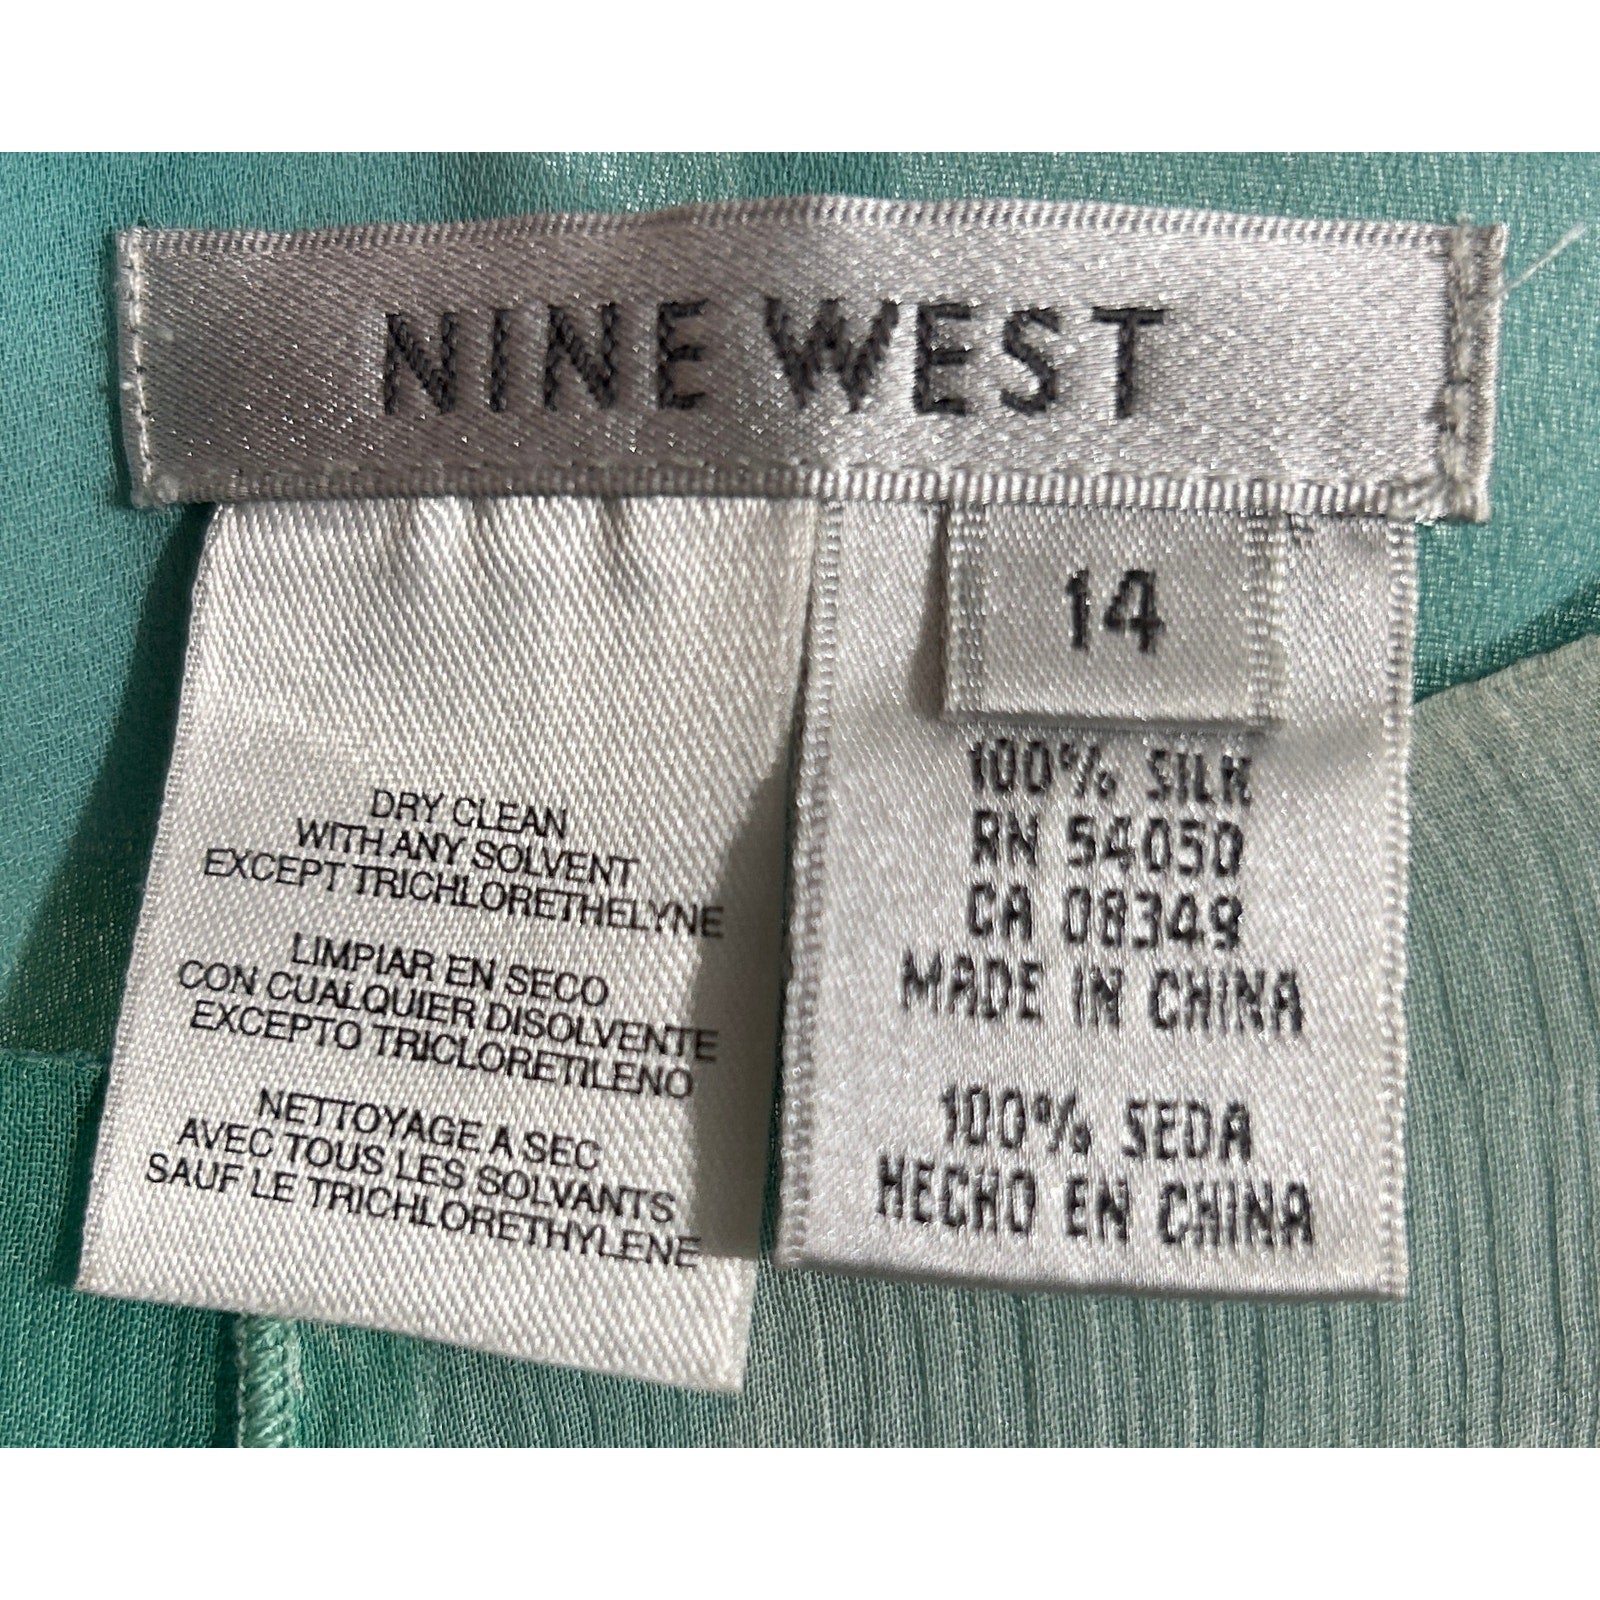 NINE WEST
14
DRY CLEAN
WITH ANY SOLVENT
EXCEPT TRICHLORETHELYNE
LIMPIAR EN SECO
CON CUALQUIER DISOLVENTE
EXCEPTO TRICLORETILENO
NETTOYAGE A SEC
AVEC TOUS LES SOLVANTS
SAUF LE TRICHLORETHYLENE
100% SILK
RN 54050
CA 08349
MADE IN CHINA
100% SEDA
HECHO EN CHINA